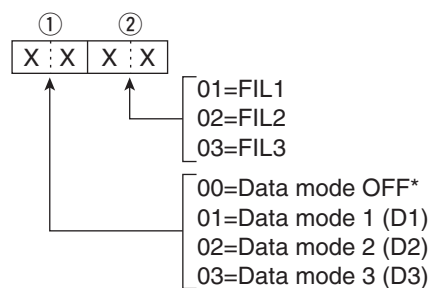 ① ②
X X X X
01=FIL1
02=FIL2
03=FIL3
00=Data mode OFF*
01=Data mode 1 (D1)
02=Data mode 2 (D2)
03=Data mode 3 (D3)